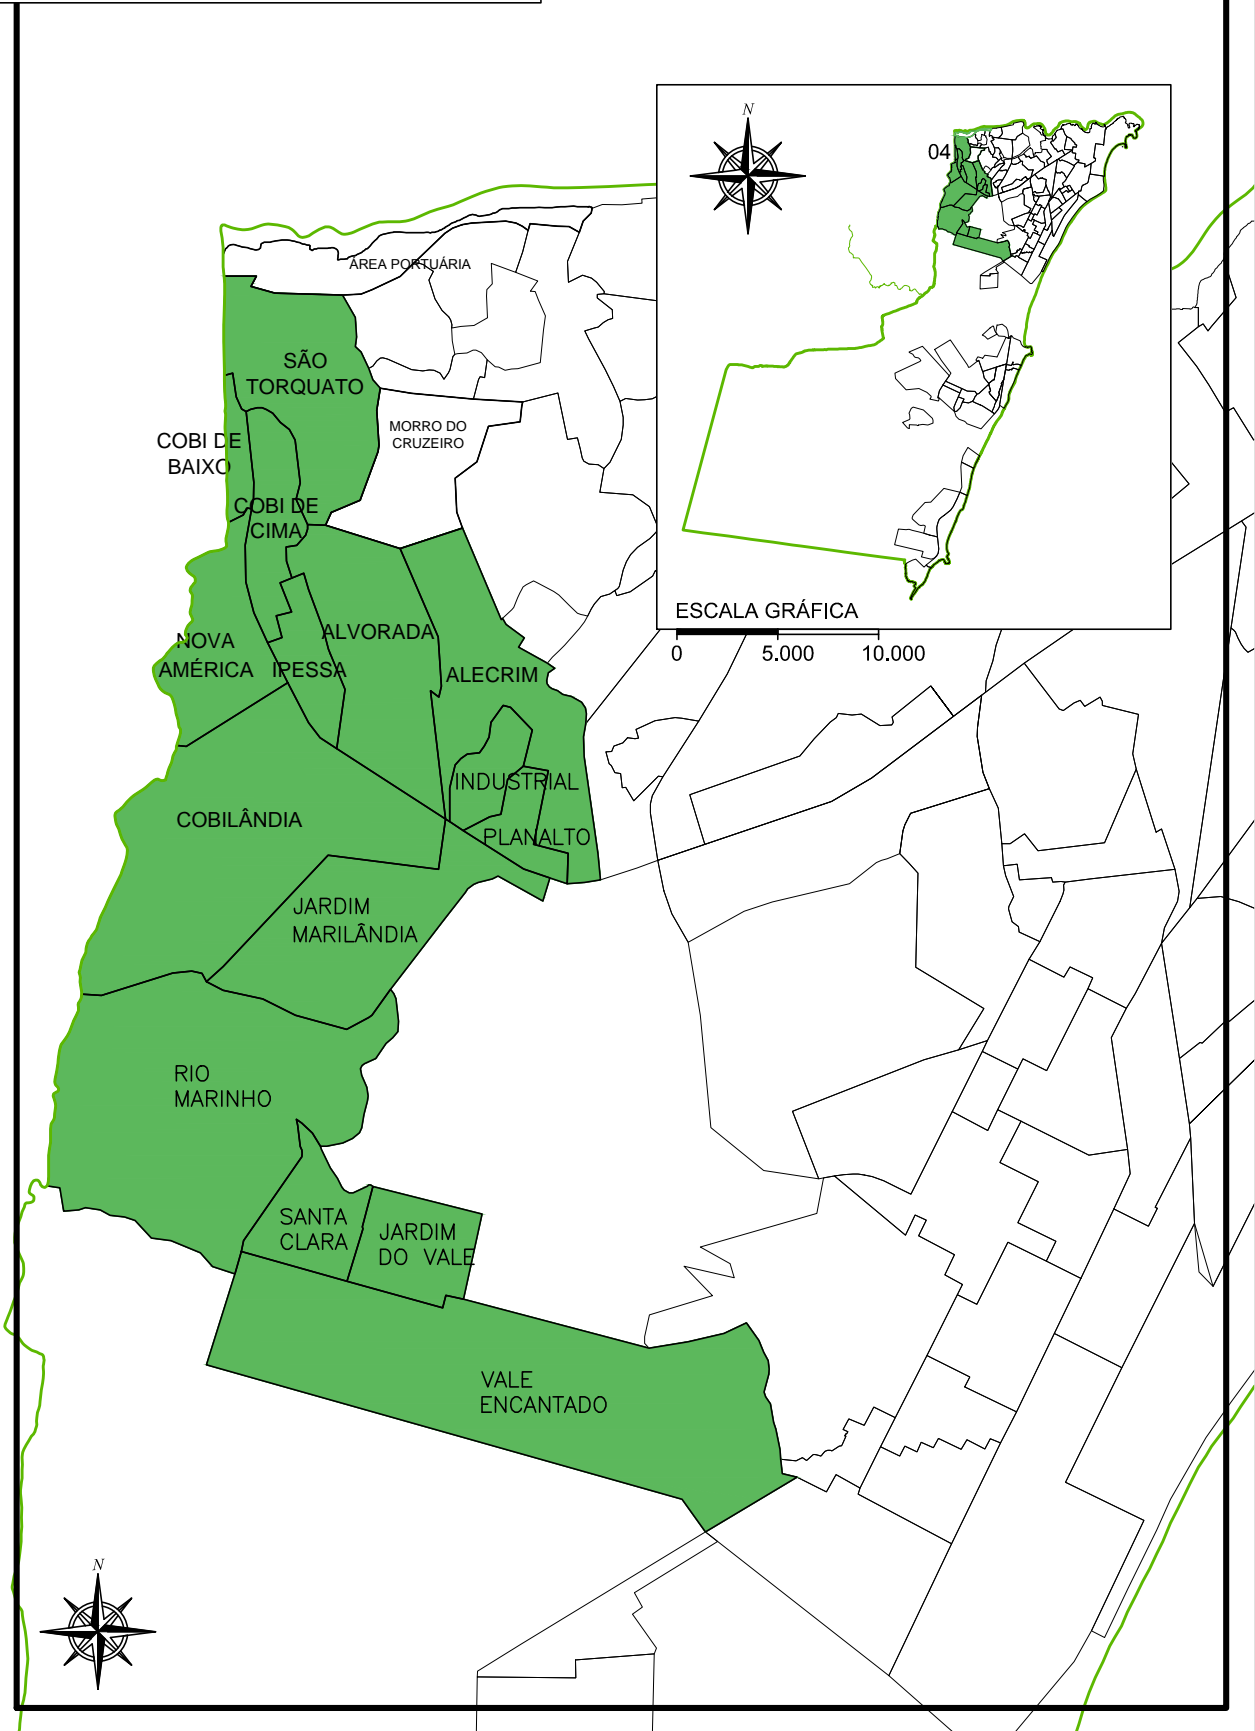 N
04
ÁREA PORTUÁRIA
SÃO
TORQUATO
MORRO DO
CRUZEIRO
COBI DE
BAIXO
COBI DE
CIMA
ESCALA GRÁFICA
0 5.000 10.000
NOVA
AMÉRICA
IPESSA
ALVORADA
ALECRIM
INDUSTRIAL
PLANALTO
COBILÂNDIA
JARDIM
MARILÂNDIA
RIO
MARINHO
SANTA
CLARA
JARDIM
DO VALE
VALE
ENCANTADO
N